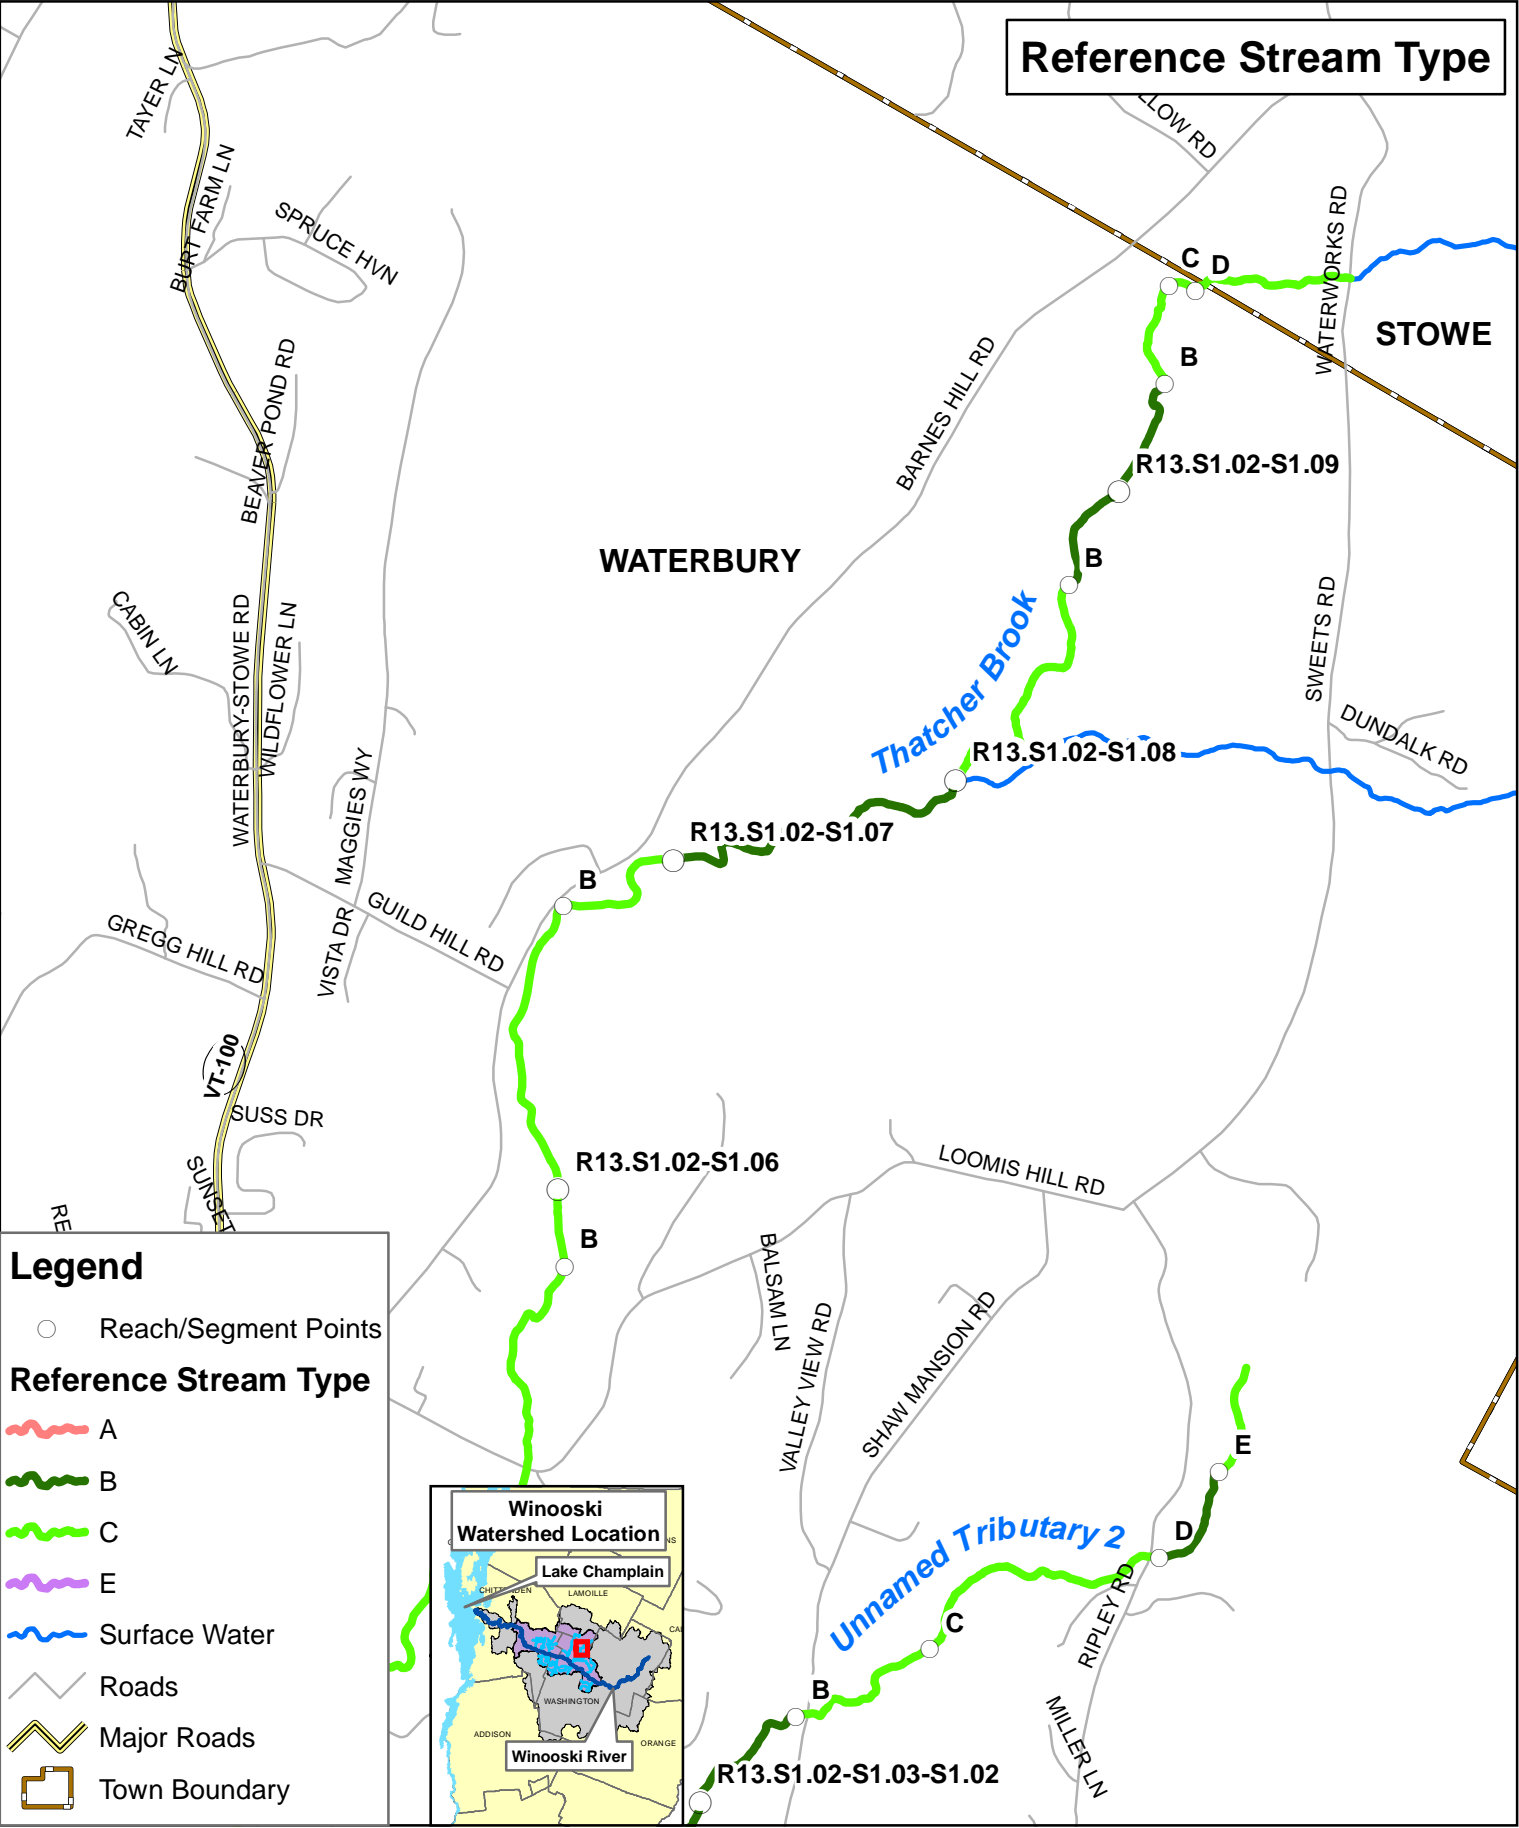 Reference Stream Type
TAYER LN
LLOW RD
BURT FARM LN
SPRUCE HVN
WATERWORKS RD
C
D
STOWE
B
BEAVER POND RD
BARNES HILL RD
R13.S1.02-S1.09
WATERBURY
B
CABIN LN
WATERBURY-STOWE RD
WILDFLOWER LN
Thatcher Brook
SWEETS RD
DUNDALK RD
R13.S1.02-S1.08
MAGGIES WY
R13.S1.02-S1.07
B
GUILD HILL RD
GREGG HILL RD
VISTA DR
VT-100
SUSS DR
SUNSET
RE
R13.S1.02-S1.06
LOOMIS HILL RD
B
BALSAM LN
VALLEY VIEW RD
SHAW MANSION RD
E
D
Unnamed Tributary 2
RIPLEY RD
C
B
MILLER LN
R13.S1.02-S1.03-S1.02
Legend
Reach/Segment Points
Reference Stream Type
A
B
C
E
Surface Water
Roads
Major Roads
Town Boundary
Winooski
Watershed Location
NS
Lake Champlain
LAMOILLE
CA
WASHINGTON
ADDISON
ORANGE
Winooski River